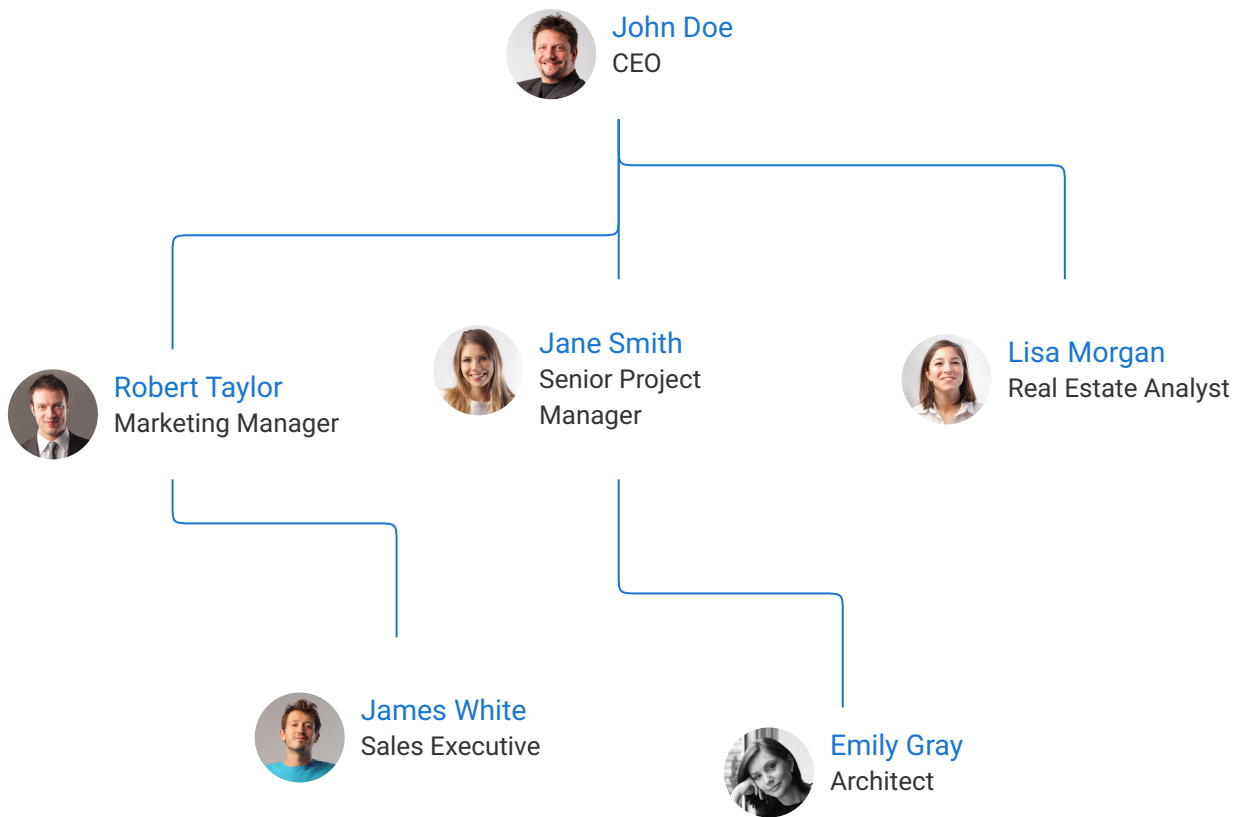 John Doe
CEO
Robert Taylor
Marketing Manager
Jane Smith
Senior Project
Manager
Lisa Morgan
Real Estate Analyst
James White
Sales Executive
Emily Gray
Architect